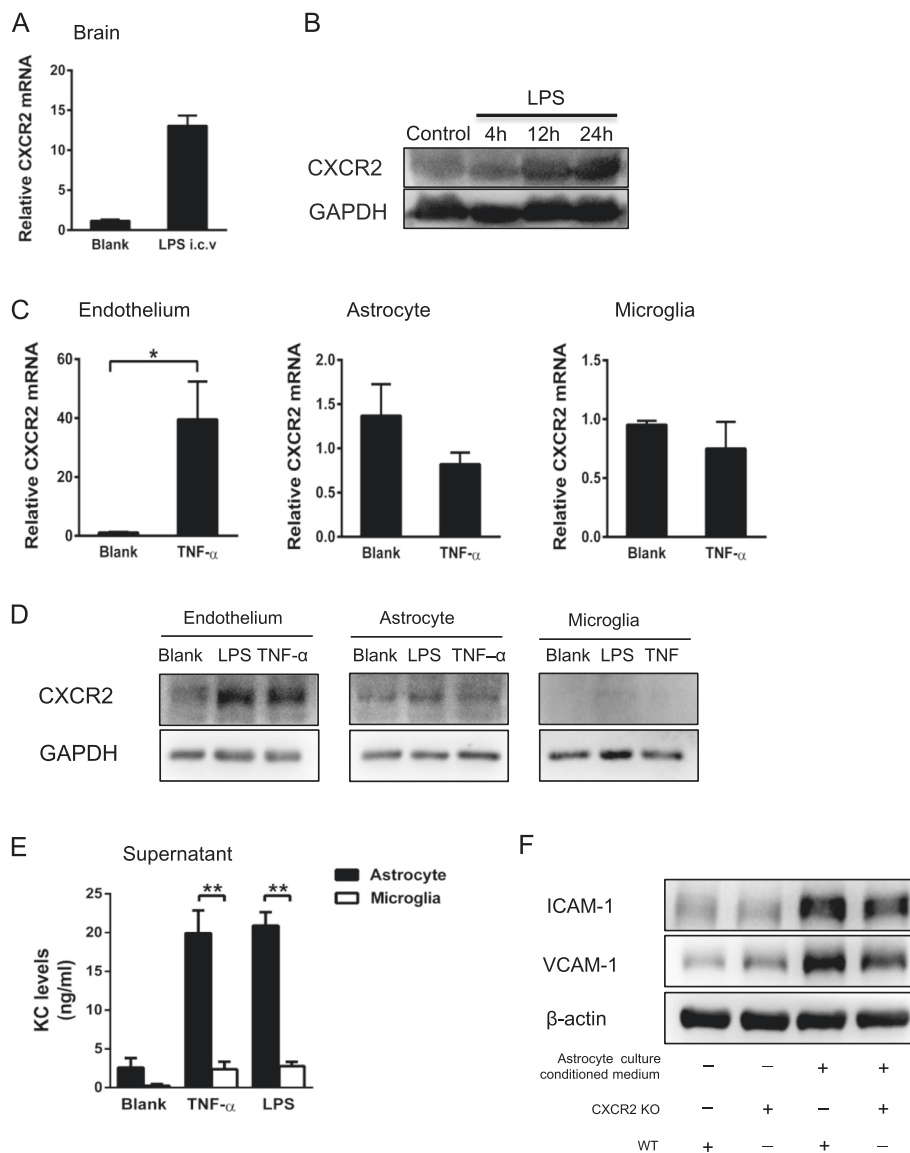 A
Brain
Relative CXCR2 mRNA
20
15
10
5
0
Blank
LPS i.c.v
B
LPS
Control 4h 12h 24h
CXCR2
GAPDH
C
Endothelium
Relative CXCR2 mRNA
60
40
20
0
*
Blank
TNF-α
Astrocyte
Relative CXCR2 mRNA
2.0
1.5
1.0
0.5
0.0
Blank
TNF-α
Microglia
Relative CXCR2 mRNA
1.5
1.0
0.5
0.0
Blank
TNF-α
D
Endothelium
Blank LPS TNF-α
Astrocyte
Blank LPS TNF–α
Microglia
Blank LPS TNF
CXCR2
GAPDH
E
Supernatant
Astrocyte
Microglia
KC levels
(ng/ml)
25
20
15
10
5
0
**
**
Blank
TNF-α
LPS
F
ICAM-1
VCAM-1
β-actin
Astrocyte culture
conditioned medium
– – + +
CXCR2 KO
– + – +
WT
+ – + –